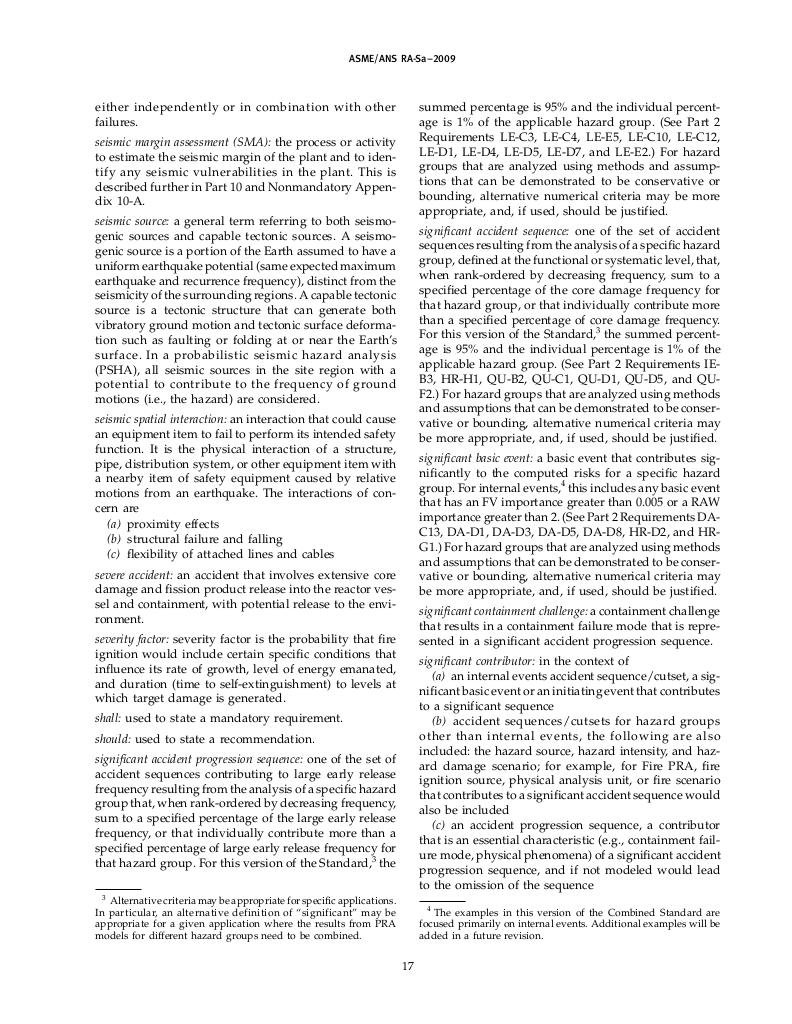 ASME/ANS RA-Sa–2009
either independently or in combination with other
failures.
seismic margin assessment (SMA): the process or activity
to estimate the seismic margin of the plant and to iden-
tify any seismic vulnerabilities in the plant. This is
described further in Part 10 and Nonmandatory Appen-
dix 10-A.
seismic source: a general term referring to both seismo-
genic sources and capable tectonic sources. A seismo-
genic source is a portion of the Earth assumed to have a
uniform earthquake potential (same expected maximum
earthquake and recurrence frequency), distinct from the
seismicity of the surrounding regions. A capable tectonic
source is a tectonic structure that can generate both
vibratory ground motion and tectonic surface deforma-
tion such as faulting or folding at or near the Earth's
surface. In a probabilistic seismic hazard analysis
(PSHA), all seismic sources in the site region with a
potential to contribute to the frequency of ground
motions (i.e., the hazard) are considered.
seismic spatial interaction: an interaction that could cause
an equipment item to fail to perform its intended safety
function. It is the physical interaction of a structure,
pipe, distribution system, or other equipment item with
a nearby item of safety equipment caused by relative
motions from an earthquake. The interactions of con-
cern are
(a) proximity effects
(b) structural failure and falling
(c) flexibility of attached lines and cables
severe accident: an accident that involves extensive core
damage and fission product release into the reactor ves-
sel and containment, with potential release to the envi-
ronment.
severity factor: severity factor is the probability that fire
ignition would include certain specific conditions that
influence its rate of growth, level of energy emanated,
and duration (time to self-extinguishment) to levels at
which target damage is generated.
shall: used to state a mandatory requirement.
should: used to state a recommendation.
significant accident progression sequence: one of the set of
accident sequences contributing to large early release
frequency resulting from the analysis of a specific hazard
group that, when rank-ordered by decreasing frequency,
sum to a specified percentage of the large early release
frequency, or that individually contribute more than a
specified percentage of large early release frequency for
that hazard group. For this version of the Standard,3 the
3 Alternative criteria may be appropriate for specific applications.
In particular, an alternative definition of “significant” may be
appropriate for a given application where the results from PRA
models for different hazard groups need to be combined.
summed percentage is 95% and the individual percent-
age is 1% of the applicable hazard group. (See Part 2
Requirements LE-C3, LE-C4, LE-E5, LE-C10, LE-C12,
LE-D1, LE-D4, LE-D5, LE-D7, and LE-E2.) For hazard
groups that are analyzed using methods and assump-
tions that can be demonstrated to be conservative or
bounding, alternative numerical criteria may be more
appropriate, and, if used, should be justified.
significant accident sequence: one of the set of accident
sequences resulting from the analysis of a specific hazard
group, defined at the functional or systematic level, that,
when rank-ordered by decreasing frequency, sum to a
specified percentage of the core damage frequency for
that hazard group, or that individually contribute more
than a specified percentage of core damage frequency.
For this version of the Standard,3 the summed percent-
age is 95% and the individual percentage is 1% of the
applicable hazard group. (See Part 2 Requirements IE-
B3, HR-H1, QU-B2, QU-C1, QU-D1, QU-D5, and QU-
F2.) For hazard groups that are analyzed using methods
and assumptions that can be demonstrated to be conser-
vative or bounding, alternative numerical criteria may
be more appropriate, and, if used, should be justified.
significant basic event: a basic event that contributes sig-
nificantly to the computed risks for a specific hazard
group. For internal events,4 this includes any basic event
that has an FV importance greater than 0.005 or a RAW
importance greater than 2. (See Part 2 Requirements DA-
C13, DA-D1, DA-D3, DA-D5, DA-D8, HR-D2, and HR-
G1.) For hazard groups that are analyzed using methods
and assumptions that can be demonstrated to be conser-
vative or bounding, alternative numerical criteria may
be more appropriate, and, if used, should be justified.
significant containment challenge: a containment challenge
that results in a containment failure mode that is repre-
sented in a significant accident progression sequence.
significant contributor: in the context of
(a) an internal events accident sequence/cutset, a sig-
nificant basic event or an initiating event that contributes
to a significant sequence
(b) accident sequences/cutsets for hazard groups
other than internal events, the following are also
included: the hazard source, hazard intensity, and haz-
ard damage scenario; for example, for Fire PRA, fire
ignition source, physical analysis unit, or fire scenario
that contributes to a significant accident sequence would
also be included
(c) an accident progression sequence, a contributor
that is an essential characteristic (e.g., containment fail-
ure mode, physical phenomena) of a significant accident
progression sequence, and if not modeled would lead
to the omission of the sequence
4 The examples in this version of the Combined Standard are
focused primarily on internal events. Additional examples will be
added in a future revision.
17